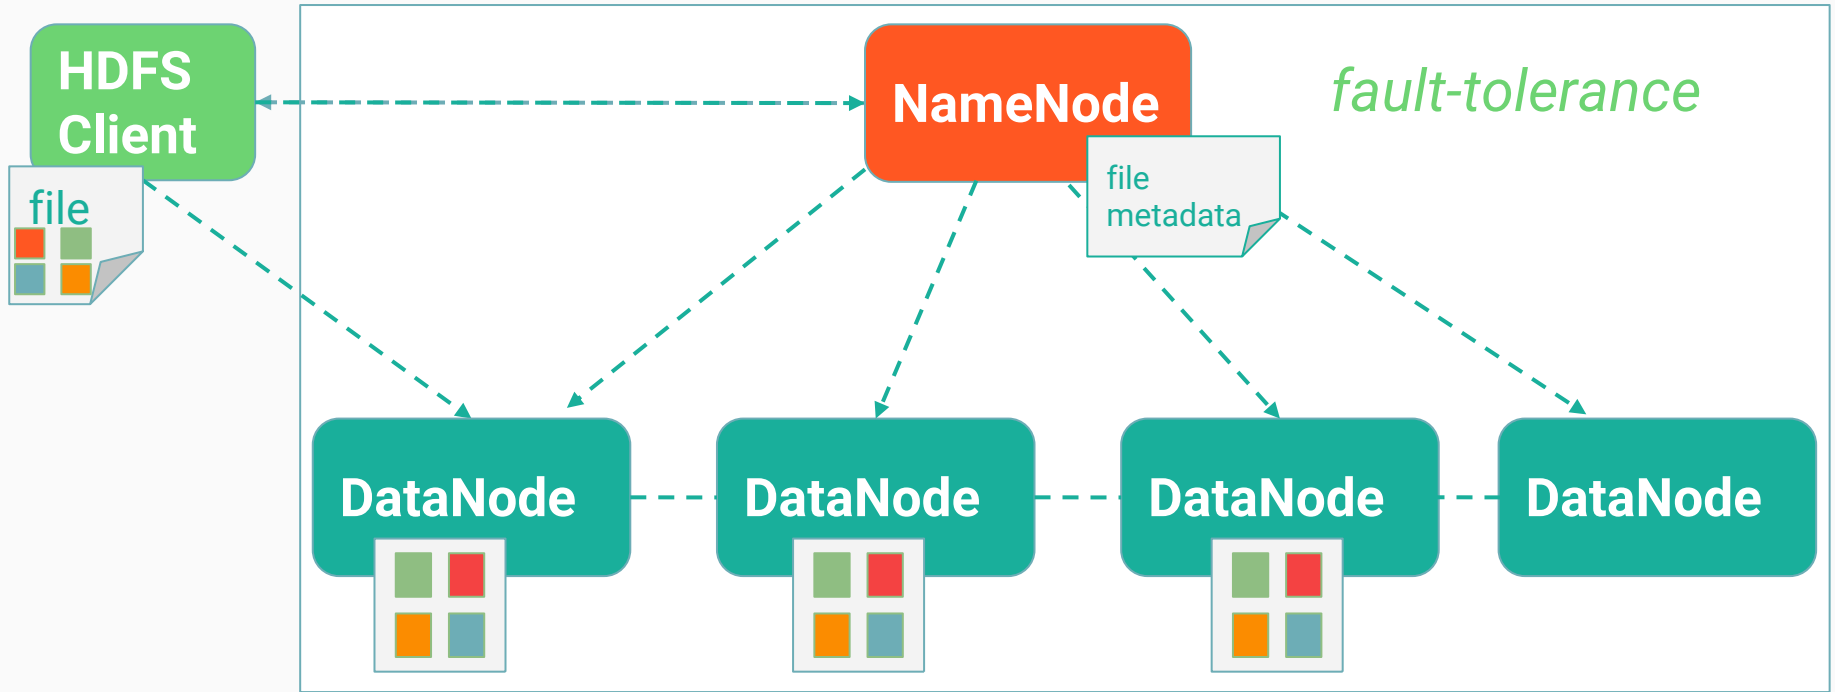 HDFS
Client
NameNode
fault-tolerance
file
metadata
file
DataNode
DataNode
DataNode
DataNode